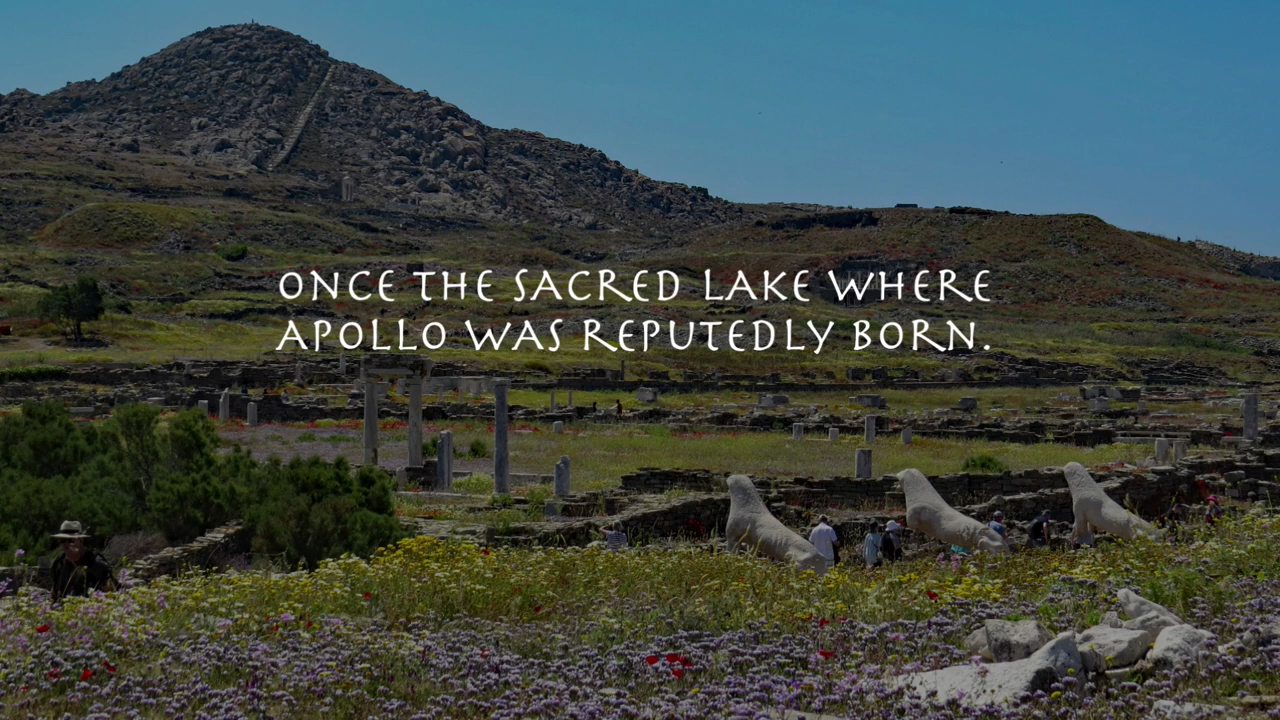 ONCE THE SACRED LAKE WHERE
APOLLO WAS REPUTEDLY BORN.